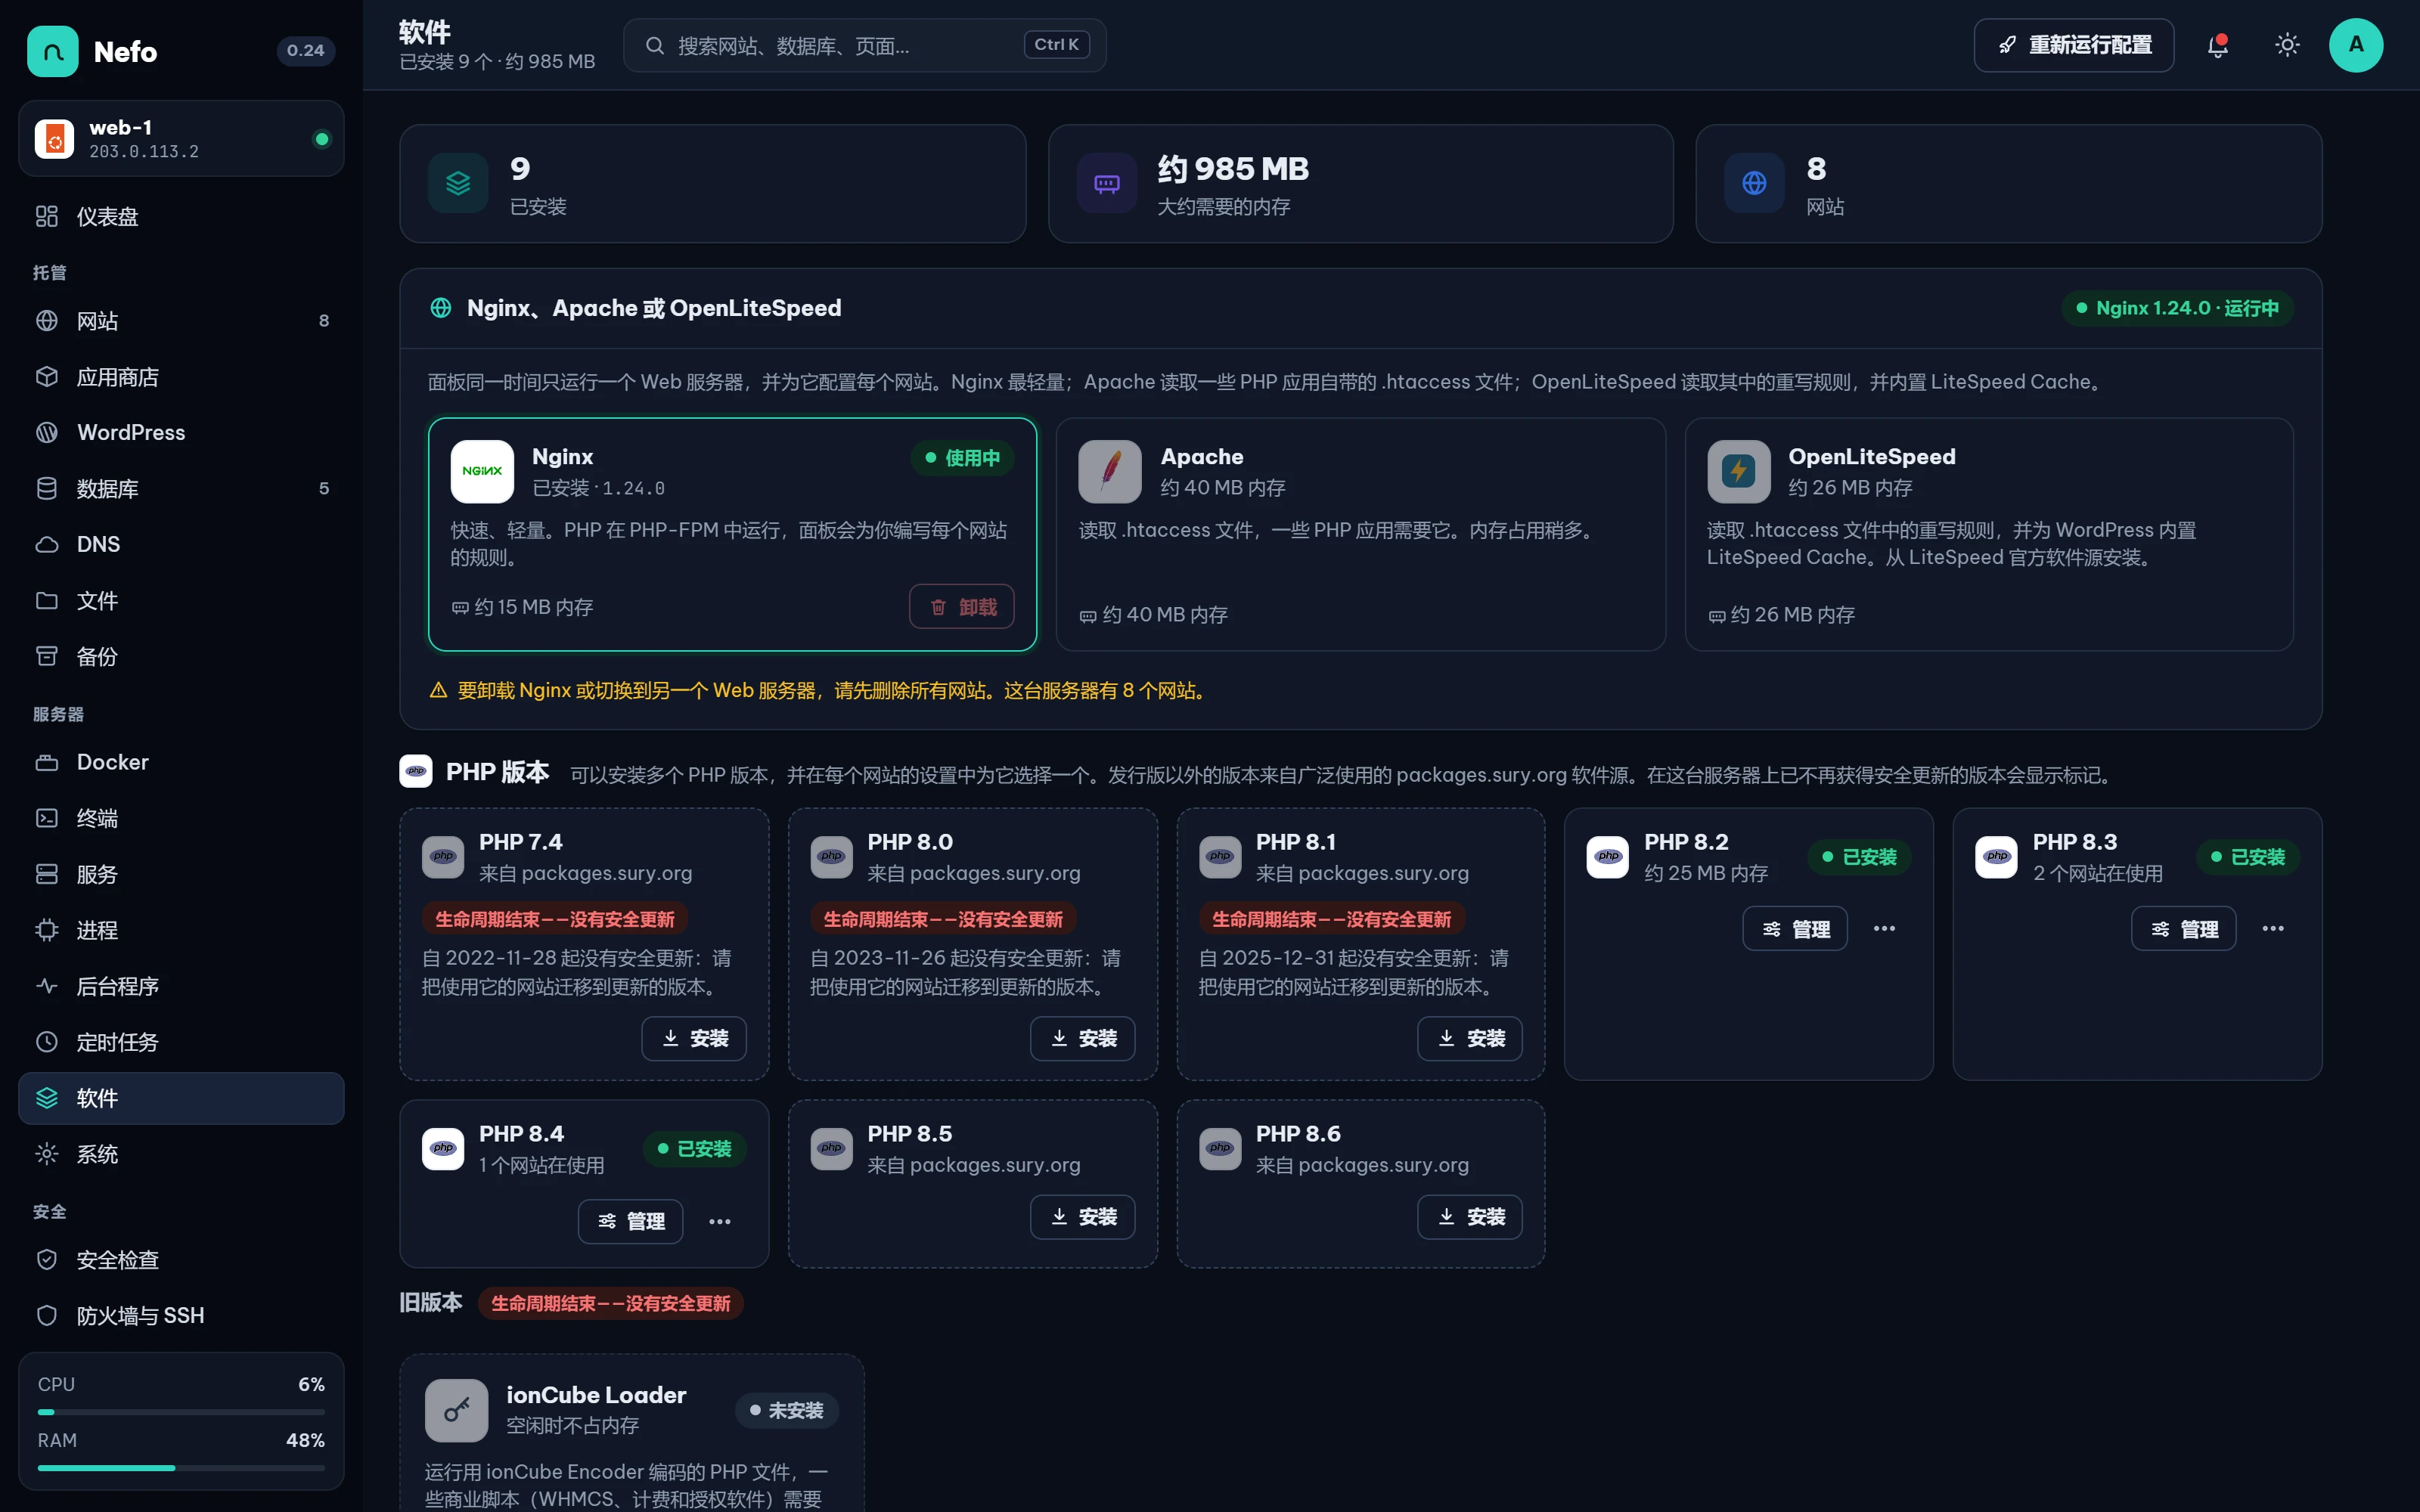 Nefo
0.24
web-1
203.0.113.2
仪表盘
托管
网站
8
应用商店
WordPress
数据库
5
DNS
文件
备份
服务器
Docker
终端
服务
进程
后台程序
定时任务
软件
系统
安全
安全检查
防火墙与 SSH
CPU
6%
RAM
48%
软件
已安装 9 个 · 约 985 MB
搜索网站、数据库、页面...
Ctrl K
重新运行配置
A
9
已安装
约 985 MB
大约需要的内存
8
网站
Nginx、Apache 或 OpenLiteSpeed
Nginx 1.24.0 · 运行中
面板同一时间只运行一个 Web 服务器，并为它配置每个网站。Nginx 最轻量；Apache 读取一些 PHP 应用自带的 .htaccess 文件；OpenLiteSpeed 读取其中的重写规则，并内置 LiteSpeed Cache。
NGINX
Nginx
已安装 · 1.24.0
使用中
快速、轻量。PHP 在 PHP-FPM 中运行，面板会为你编写每个网站
的规则。
约 15 MB 内存
卸载
Apache
约 40 MB 内存
读取 .htaccess 文件，一些 PHP 应用需要它。内存占用稍多。
约 40 MB 内存
OpenLiteSpeed
约 26 MB 内存
读取 .htaccess 文件中的重写规则，并为 WordPress 内置
LiteSpeed Cache。从 LiteSpeed 官方软件源安装。
约 26 MB 内存
要卸载 Nginx 或切换到另一个 Web 服务器，请先删除所有网站。这台服务器有 8 个网站。
php
PHP 版本
可以安装多个 PHP 版本，并在每个网站的设置中为它选择一个。发行版以外的版本来自广泛使用的 packages.sury.org 软件源。在这台服务器上已不再获得安全更新的版本会显示标记。
php
PHP 7.4
来自 packages.sury.org
生命周期结束——没有安全更新
自 2022-11-28 起没有安全更新：请
把使用它的网站迁移到更新的版本。
安装
php
PHP 8.0
来自 packages.sury.org
生命周期结束——没有安全更新
自 2023-11-26 起没有安全更新：请
把使用它的网站迁移到更新的版本。
安装
php
PHP 8.1
来自 packages.sury.org
生命周期结束——没有安全更新
自 2025-12-31 起没有安全更新：请
把使用它的网站迁移到更新的版本。
安装
php
PHP 8.2
约 25 MB 内存
已安装
管理
php
PHP 8.3
2 个网站在使用
已安装
管理
php
PHP 8.4
1 个网站在使用
已安装
管理
php
PHP 8.5
来自 packages.sury.org
安装
php
PHP 8.6
来自 packages.sury.org
安装
旧版本
生命周期结束——没有安全更新
ionCube Loader
空闲时不占内存
未安装
运行用 ionCube Encoder 编码的 PHP 文件，一
些商业脚本（WHMCS、计费和授权软件）需要